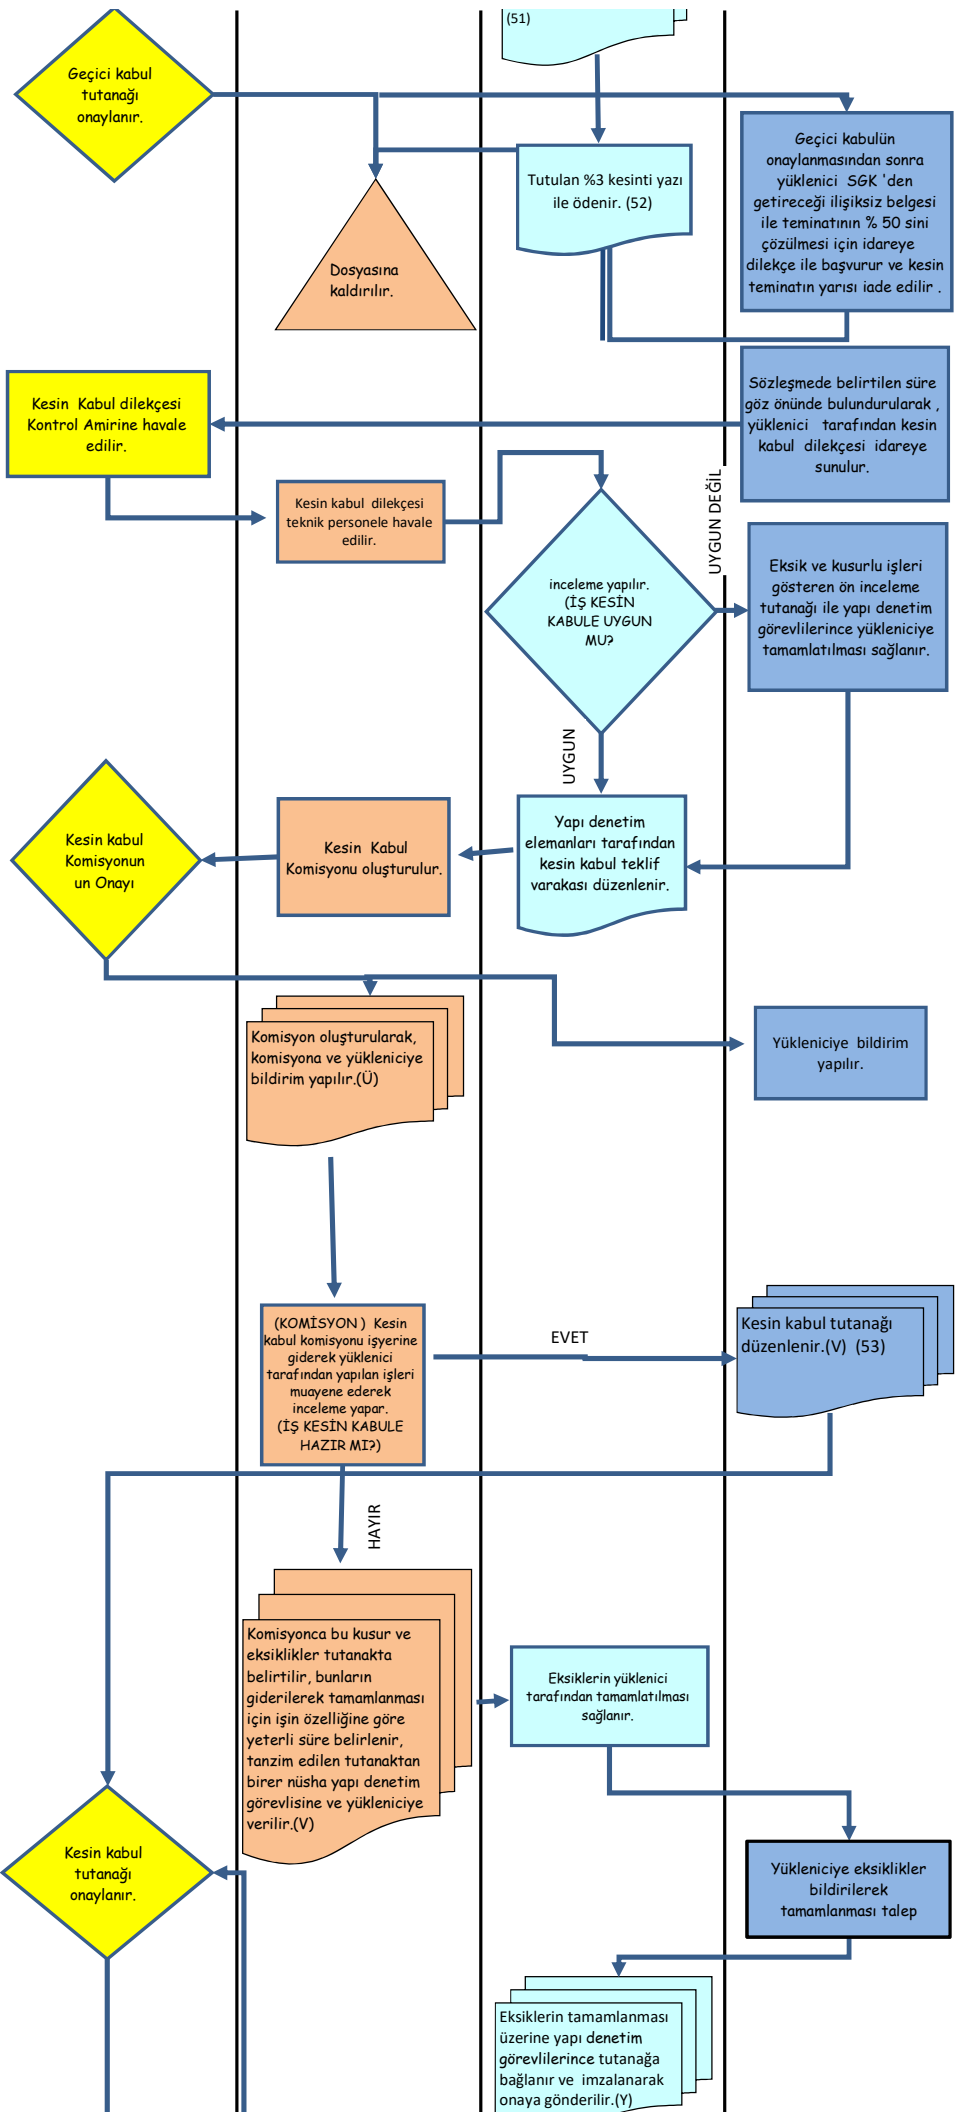 (51)
Geçici kabul
tutanağı
onaylanır.
Tutulan %3 kesinti yazı
ile ödenir. (52)
Geçici kabulün
onaylanmasından sonra
yüklenici SGK 'den
getireceği ilişiksiz belgesi
ile teminatının % 50 sini
çözülmesi için idareye
dilekçe ile başvurur ve kesin
teminatın yarısı iade edilir .
Dosyasına
kaldırılır.
Sözleşmede belirtilen süre
göz önünde bulundurularak ,
yüklenici tarafından kesin
kabul dilekçesi idareye
sunulur.
Kesin Kabul dilekçesi
Kontrol Amirine havale
edilir.
Kesin kabul dilekçesi
teknik personele havale
edilir.
inceleme yapılır.
(İŞ KESİN
KABULE UYGUN
MU?
UYGUN DEĞİL
Eksik ve kusurlu işleri
gösteren ön inceleme
tutanağı ile yapı denetim
görevlilerince yükleniciye
tamamlatılması sağlanır.
UYGUN
Yapı denetim
elemanları tarafından
kesin kabul teklif
varakası düzenlenir.
Kesin Kabul
Komisyonu oluşturulur.
Kesin kabul
Komisyonun
un Onayı
Komisyon oluşturularak,
komisyona ve yükleniciye
bildirim yapılır.(Ü)
Yükleniciye bildirim
yapılır.
(KOMİSYON ) Kesin
kabul komisyonu işyerine
giderek yüklenici
tarafından yapılan işleri
muayene ederek
inceleme yapar.
(İŞ KESİN KABULE
HAZIR MI?)
EVET
Kesin kabul tutanağı
düzenlenir.(V) (53)
HAYIR
Komisyonca bu kusur ve
eksiklikler tutanakta
belirtilir, bunların
giderilerek tamamlanması
için işin özelliğine göre
yeterli süre belirlenir,
tanzim edilen tutanaktan
birer nüsha yapı denetim
görevlisine ve yükleniciye
verilir.(V)
Eksiklerin yüklenici
tarafından tamamlatılması
sağlanır.
Kesin kabul
tutanağı
onaylanır.
Yükleniciye eksiklikler
bildirilerek
tamamlanması talep
Eksiklerin tamamlanması
üzerine yapı denetim
görevlilerince tutanağa
bağlanır ve imzalanarak
onaya gönderilir.(Y)